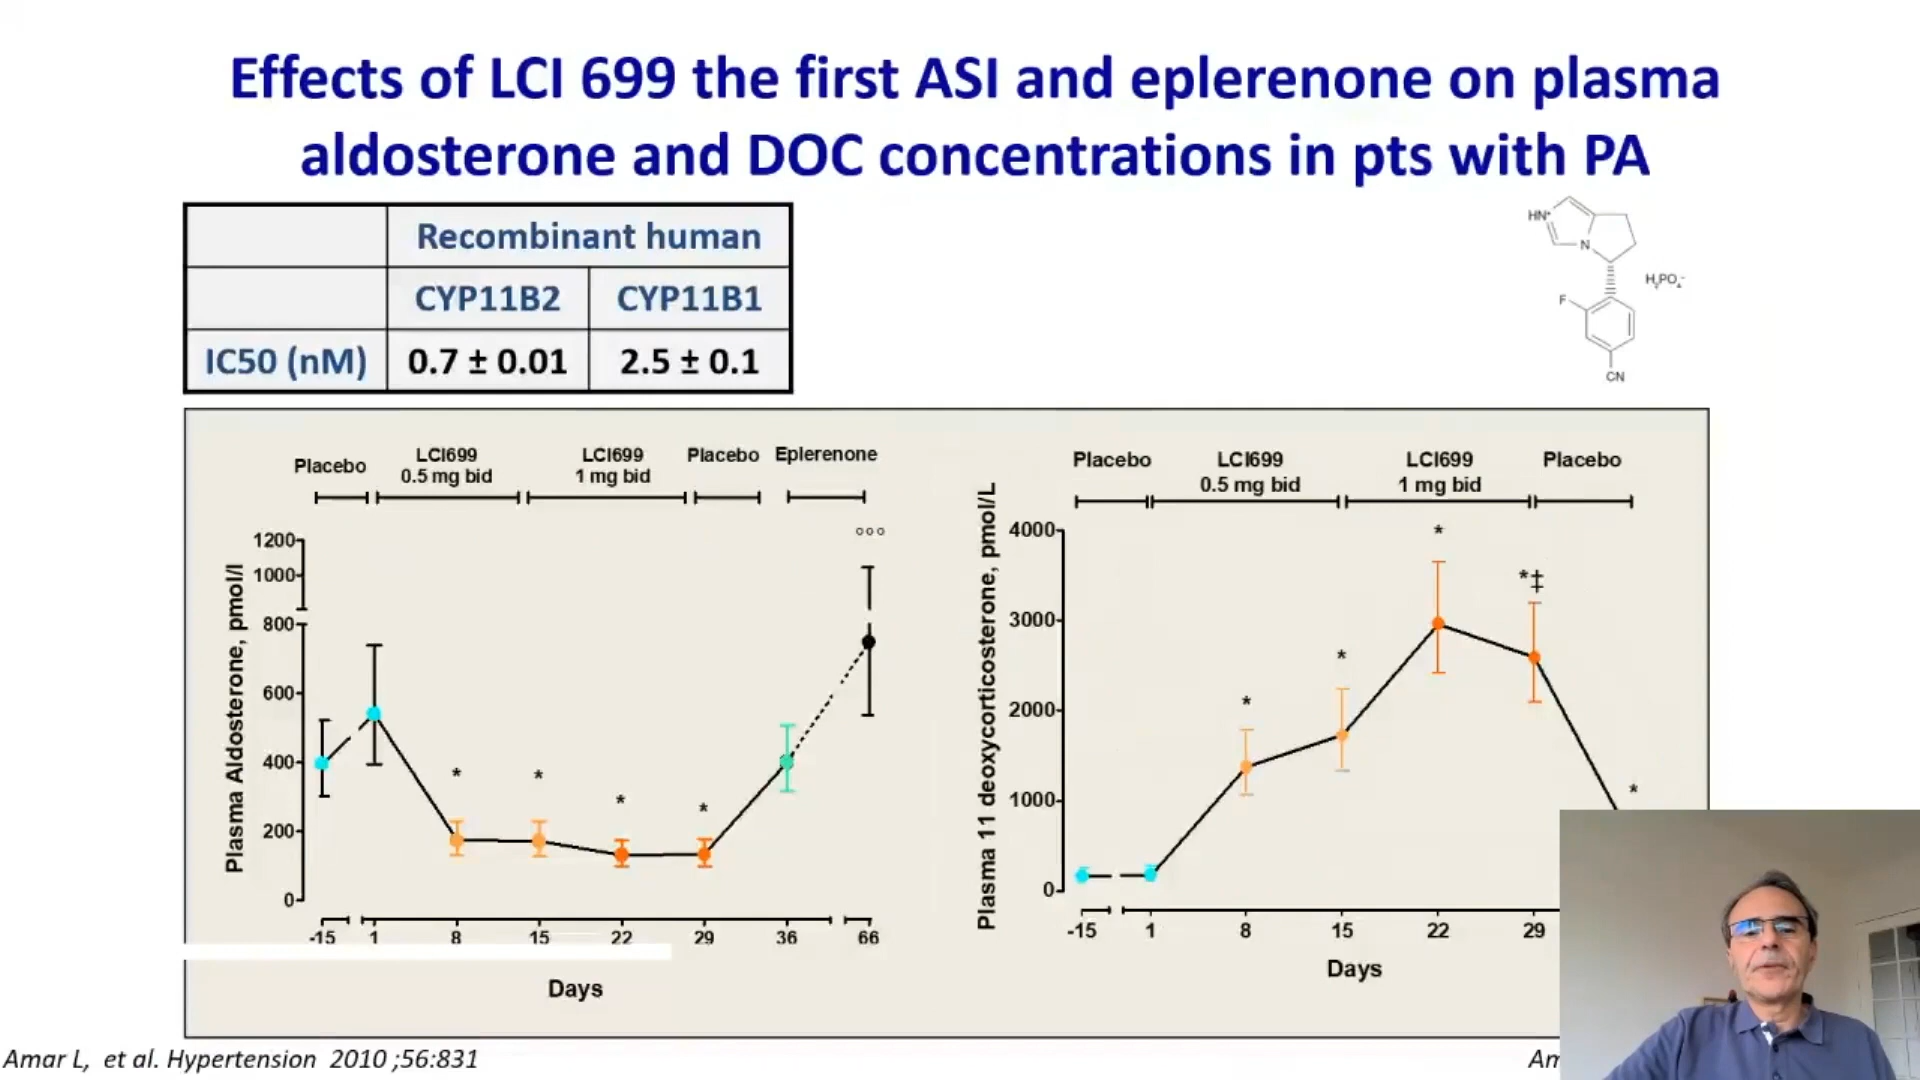 Effects of LCI 699 the first ASI and eplerenone on plasma
aldosterone and DOC concentrations in pts with PA
Recombinant human
CYP11B2 CYP11B1
IC50 (nM) 0.7 ± 0.01 2.5 ± 0.1
HN+
N
H2PO4-
F
CN
Placebo
LCI699
0.5 mg bid
LCI699
1 mg bid
Placebo
Eplerenone
Plasma Aldosterone, pmol/l
1200
1000
800
600
400
200
0
* * * * °°°
-15 1 8 15 22 29 36 66
Days
Placebo
LCI699
0.5 mg bid
LCI699
1 mg bid
Placebo
Plasma 11 deoxycorticosterone, pmol/L
4000
3000
2000
1000
0
* * * *‡ *
-15 1 8 15 22 29
Days
Amar L, et al. Hypertension 2010 ;56:831